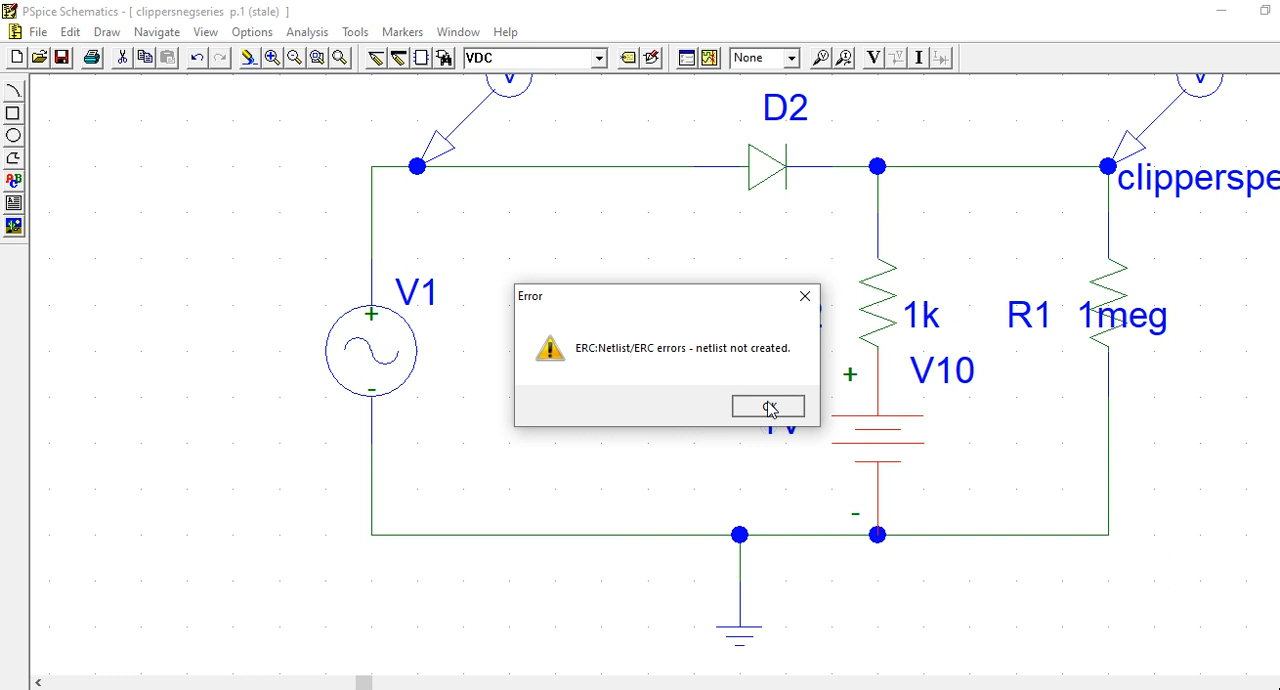 PSpice Schematics - [ clippersnegseries p.1 (stale) ]
File Edit Draw Navigate View Options Analysis Tools Markers Window Help
VDC
None
V
I
V
V
D2
clipperspe
V1
+
-
Error
ERC:Netlist/ERC errors - netlist not created.
1k
R1
1meg
+
V10
-